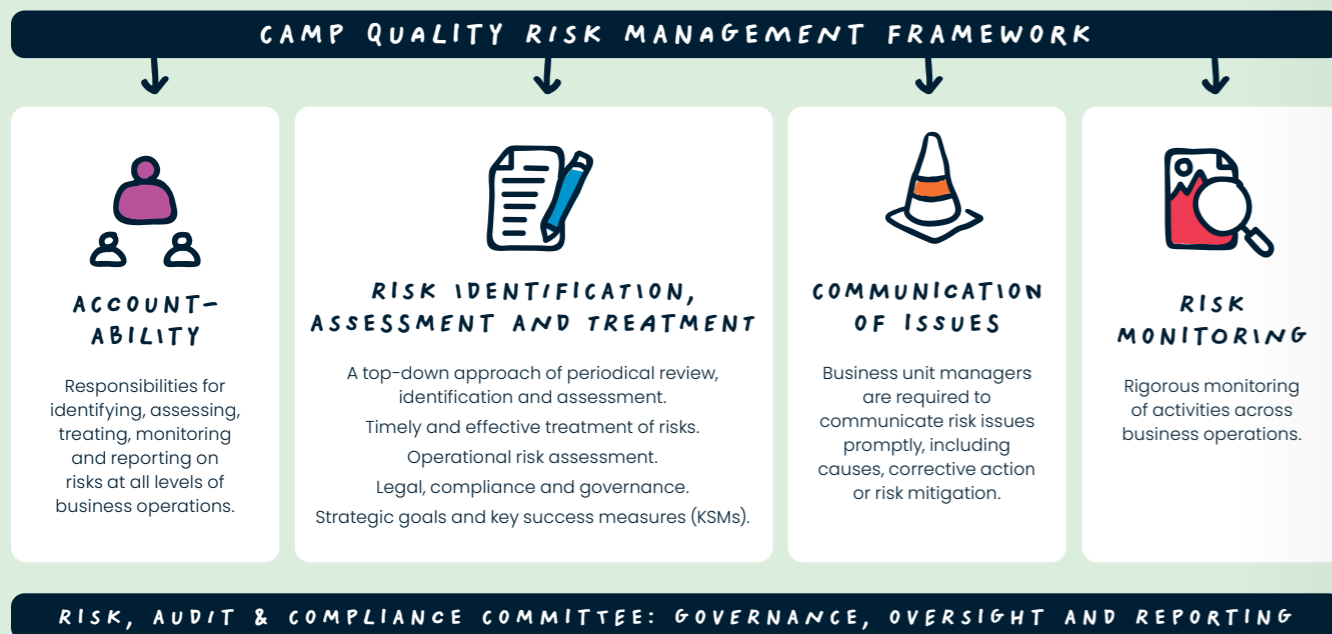 CAMP QUALITY RISK MANAGEMENT FRAMEWORK
ACCOUNT-
ABILITY
Responsibilities for
identifying, assessing,
treating, monitoring
and reporting on
risks at all levels of
business operations.
RISK IDENTIFICATION,
ASSESSMENT AND TREATMENT
A top-down approach of periodical review,
identification and assessment.
Timely and effective treatment of risks.
Operational risk assessment.
Legal, compliance and governance.
Strategic goals and key success measures (KSMs).
COMMUNICATION
OF ISSUES
Business unit managers
are required to
communicate risk issues
promptly, including
causes, corrective action
or risk mitigation.
RISK
MONITORING
Rigorous monitoring
of activities across
business operations.
RISK, AUDIT & COMPLIANCE COMMITTEE: GOVERNANCE, OVERSIGHT AND REPORTING